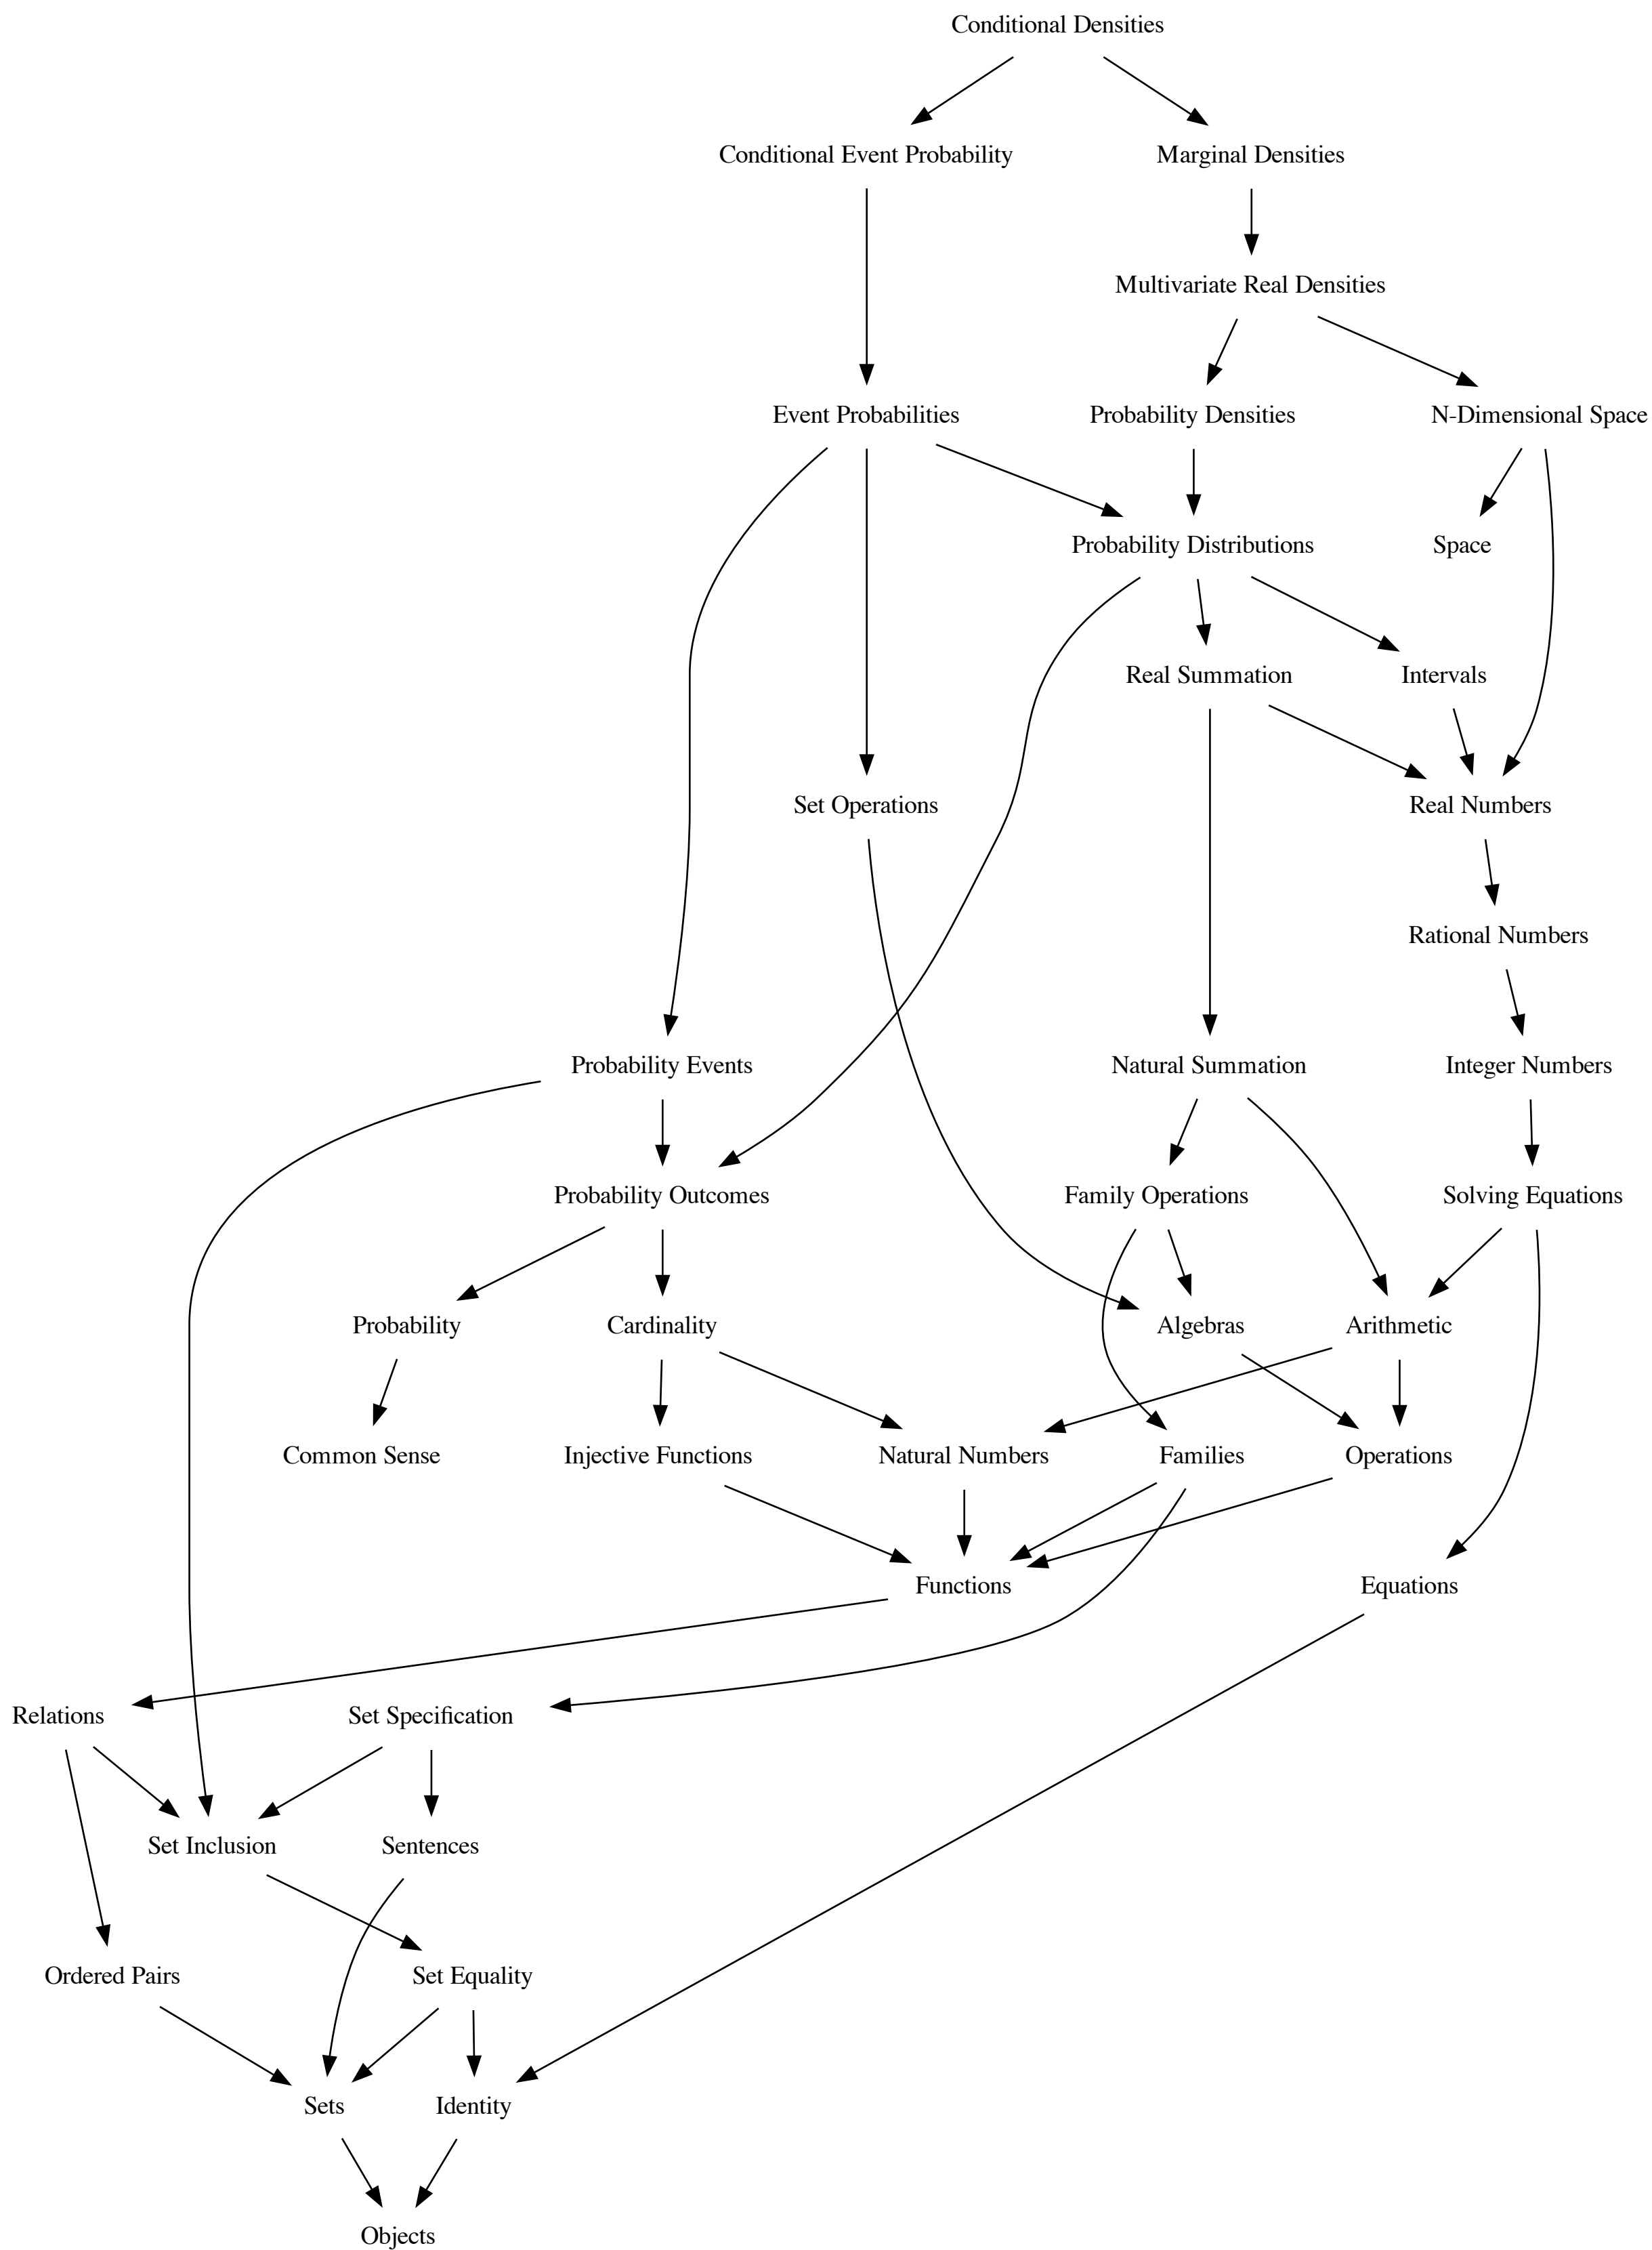 Conditional Densities
Conditional Event Probability
Marginal Densities
Multivariate Real Densities
Event Probabilities
Probability Densities
N-Dimensional Space
Probability Distributions
Space
Real Summation
Intervals
Set Operations
Real Numbers
Rational Numbers
Probability Events
Natural Summation
Integer Numbers
Probability Outcomes
Family Operations
Solving Equations
Probability
Cardinality
Algebras
Arithmetic
Common Sense
Injective Functions
Natural Numbers
Families
Operations
Functions
Equations
Relations
Set Specification
Set Inclusion
Sentences
Ordered Pairs
Set Equality
Sets
Identity
Objects